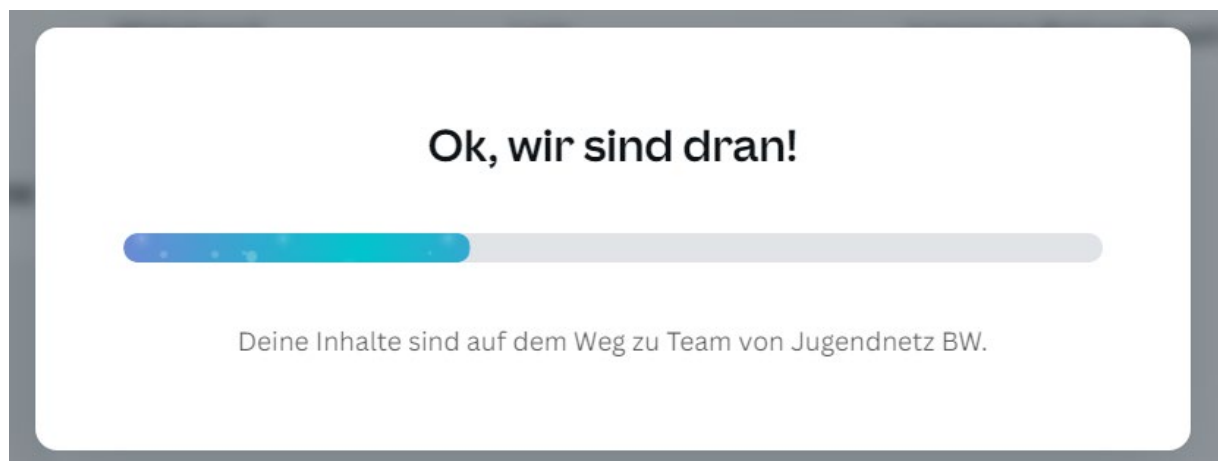 Ok, wir sind dran!
Deine Inhalte sind auf dem Weg zu Team von Jugendnetz BW.